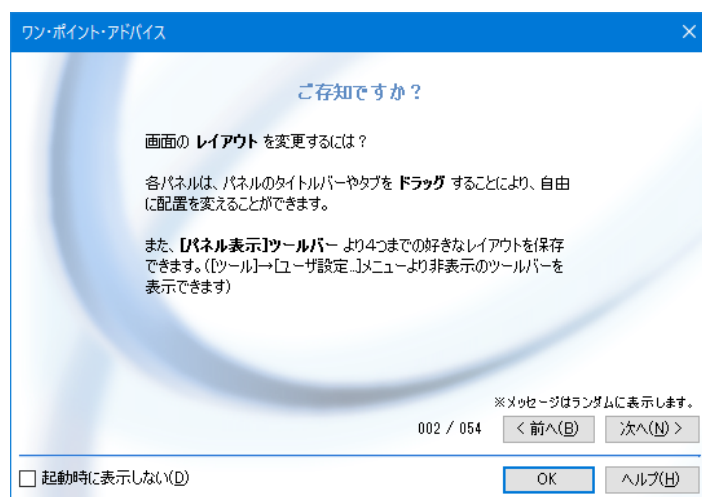 ワン・ポイント・アドバイス
ご存知ですか？
画面の レイアウト を変更するには？
各パネルは、パネルのタイトルバーやタブを ドラッグ することにより、自由
に配置を変えることができます。
また、[パネル表示]ツールバー より4つまでの好きなレイアウトを保存
できます。([ツール]→[ユーザ設定...]メニューより非表示のツールバーを
表示できます)
※メッセージはランダムに表示します。
002 / 054 < 前へ(B) 次へ(N) >
起動時に表示しない(D) OK ヘルプ(H)